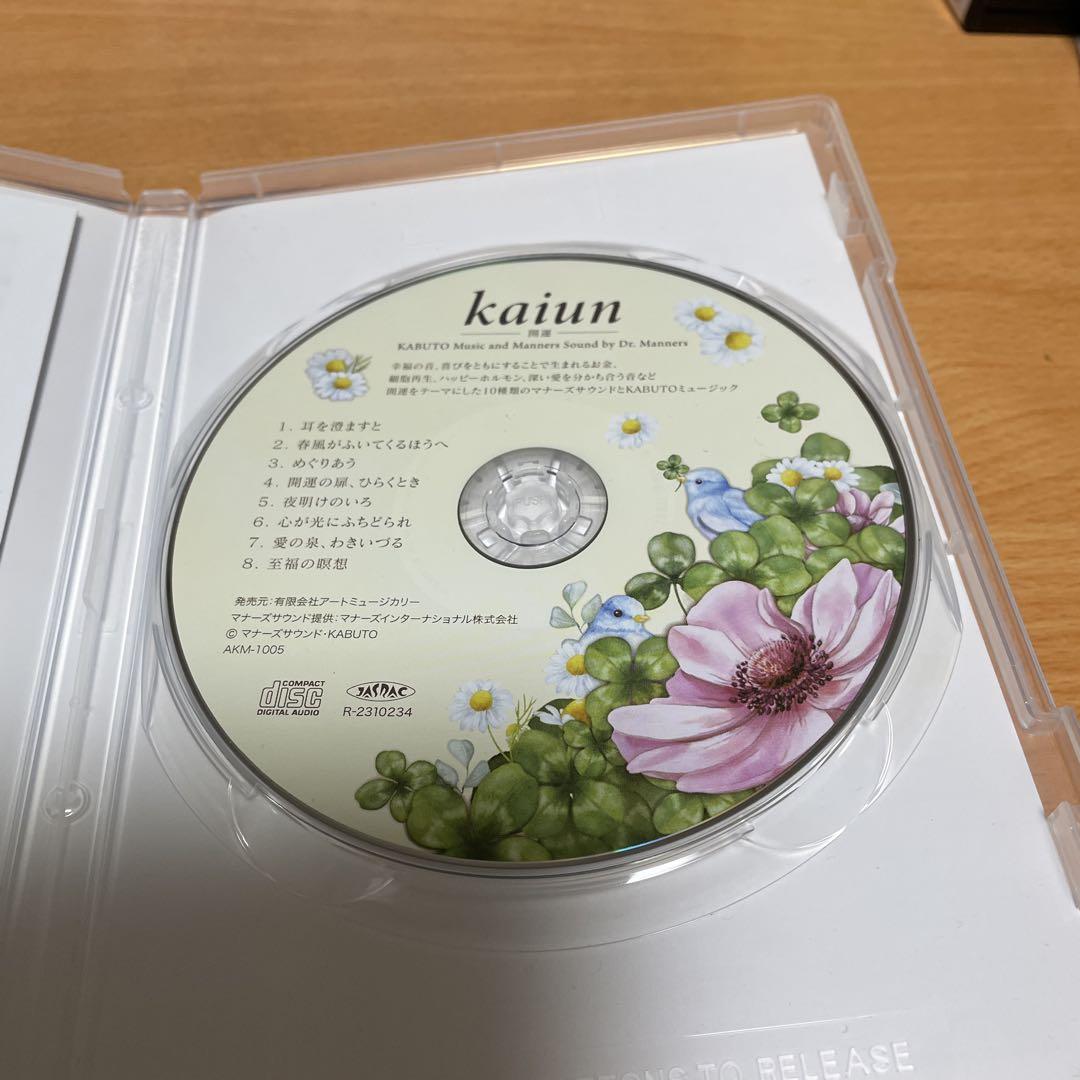 kaiun
開運
KABUTO Music and Manners Sound by Dr. Manners
幸福の音、喜びをともにすることで生まれるお金、
細胞再生、ハッピーホルモン、深い愛を分かち合う音など
開運をテーマにした10種類のマナーズサウンドとKABUTOミュージック
1. 耳を澄ますと
2. 春風がふいてくるほうへ
3. めぐりあう
4. 開運の扉、ひらくとき
5. 夜明けのいろ
6. 心が光にふちどられ
7. 愛の泉、わきいづる
8. 至福の瞑想
PUSH
発売元:有限会社アートミュージカリー
マナーズサウンド提供:マナーズインターナショナル株式会社
© マナーズサウンド・KABUTO
AKM-1005
COMPACT
disc
DIGITAL AUDIO
JASRAC
R-2310234
TO RELEASE